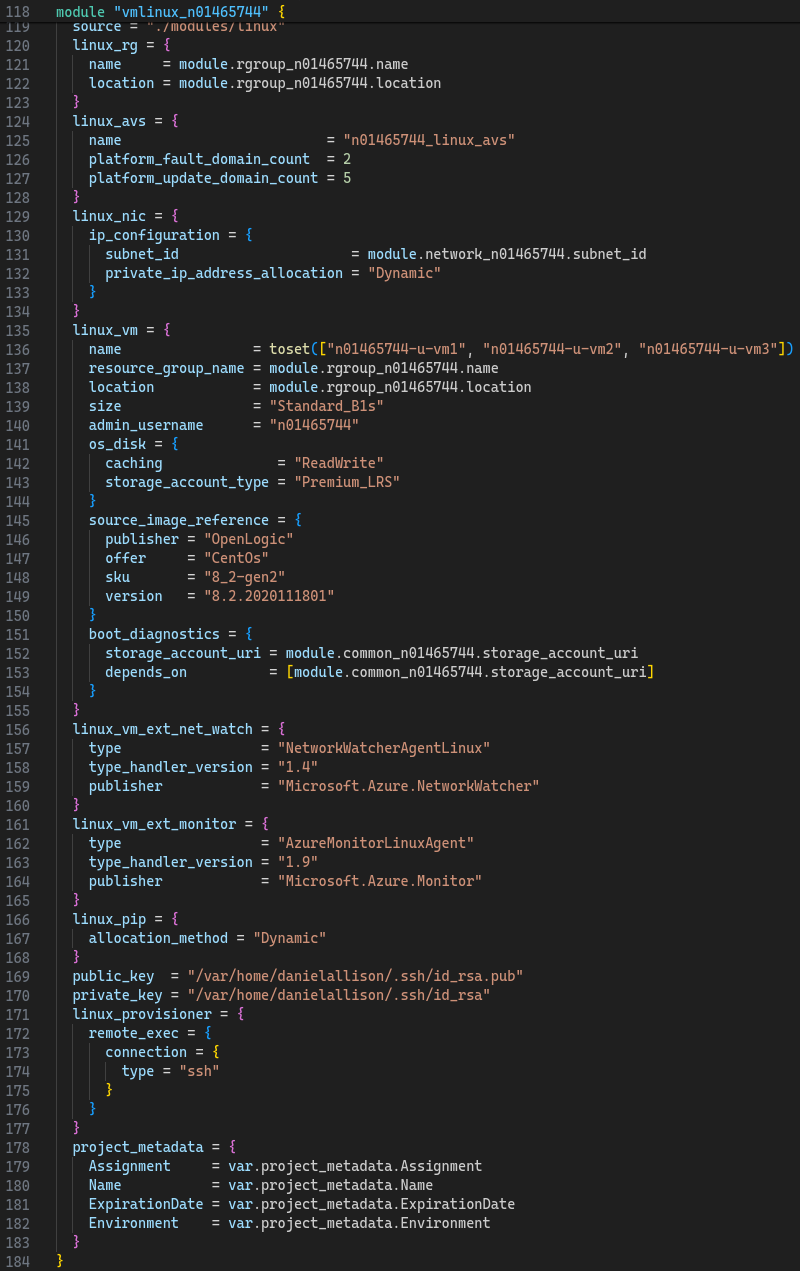 118 module "vmlinux_n01465744" {
119   source = "./modules/linux"
120   linux_rg = {
121     name     = module.rgroup_n01465744.name
122     location = module.rgroup_n01465744.location
123   }
124   linux_avs = {
125     name                         = "n01465744_linux_avs"
126     platform_fault_domain_count  = 2
127     platform_update_domain_count = 5
128   }
129   linux_nic = {
130     ip_configuration = {
131       subnet_id                     = module.network_n01465744.subnet_id
132       private_ip_address_allocation = "Dynamic"
133     }
134   }
135   linux_vm = {
136     name                = toset(["n01465744-u-vm1", "n01465744-u-vm2", "n01465744-u-vm3"])
137     resource_group_name = module.rgroup_n01465744.name
138     location            = module.rgroup_n01465744.location
139     size                = "Standard_B1s"
140     admin_username      = "n01465744"
141     os_disk = {
142       caching              = "ReadWrite"
143       storage_account_type = "Premium_LRS"
144     }
145     source_image_reference = {
146       publisher = "OpenLogic"
147       offer     = "CentOs"
148       sku       = "8_2-gen2"
149       version   = "8.2.2020111801"
150     }
151     boot_diagnostics = {
152       storage_account_uri = module.common_n01465744.storage_account_uri
153       depends_on          = [module.common_n01465744.storage_account_uri]
154     }
155   }
156   linux_vm_ext_net_watch = {
157     type                 = "NetworkWatcherAgentLinux"
158     type_handler_version = "1.4"
159     publisher            = "Microsoft.Azure.NetworkWatcher"
160   }
161   linux_vm_ext_monitor = {
162     type                 = "AzureMonitorLinuxAgent"
163     type_handler_version = "1.9"
164     publisher            = "Microsoft.Azure.Monitor"
165   }
166   linux_pip = {
167     allocation_method = "Dynamic"
168   }
169   public_key  = "/var/home/danielallison/.ssh/id_rsa.pub"
170   private_key = "/var/home/danielallison/.ssh/id_rsa"
171   linux_provisioner = {
172     remote_exec = {
173       connection = {
174         type = "ssh"
175       }
176     }
177   }
178   project_metadata = {
179     Assignment     = var.project_metadata.Assignment
180     Name           = var.project_metadata.Name
181     ExpirationDate = var.project_metadata.ExpirationDate
182     Environment    = var.project_metadata.Environment
183   }
184 }